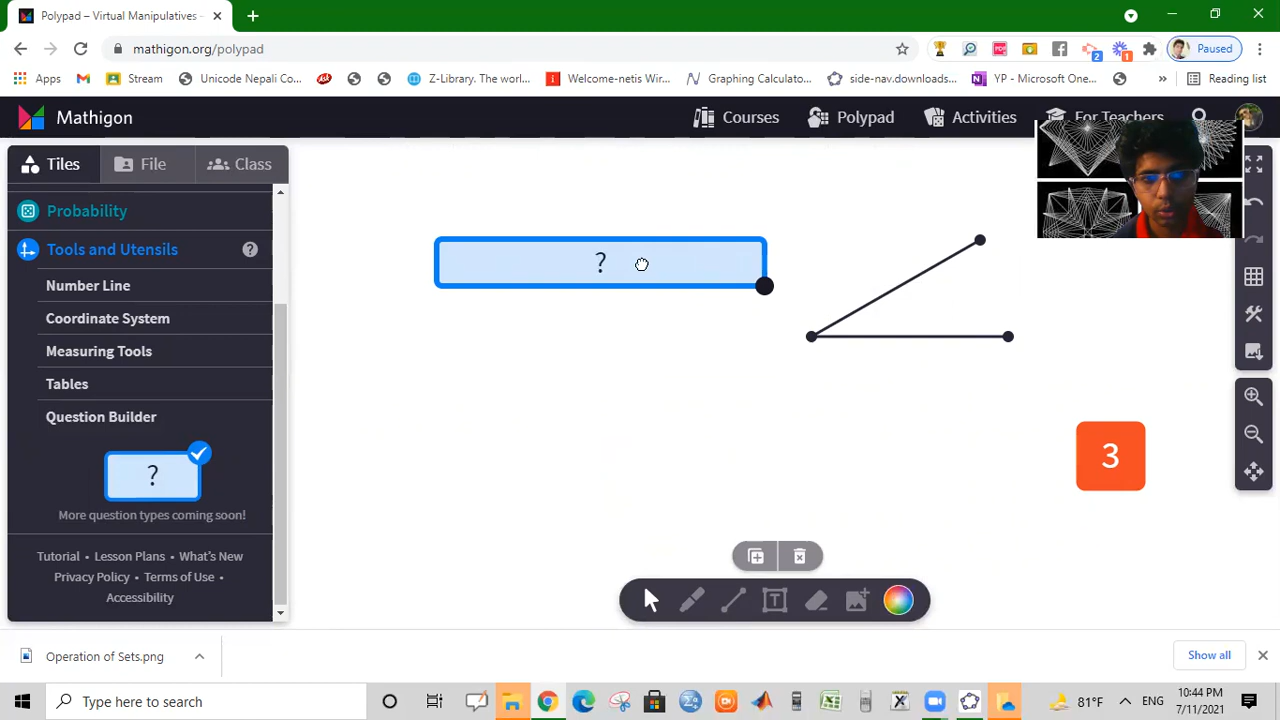 Polypad – Virtual Manipulatives
mathigon.org/polypad
Paused
Apps
Stream
Unicode Nepali Co...
Ask
Z-Library. The worl...
Welcome-netis Wir...
Graphing Calculato...
side-nav.downloads...
YP - Microsoft One...
Reading list
Mathigon
Courses
Polypad
Activities
For Teachers
Tiles
File
Class
Probability
Tools and Utensils
?
Number Line
Coordinate System
Measuring Tools
Tables
Question Builder
?
More question types coming soon!
Tutorial • Lesson Plans • What's New
Privacy Policy • Terms of Use •
Accessibility
?
3
T
Operation of Sets.png
Show all
Type here to search
81°F
ENG
10:44 PM
7/11/2021